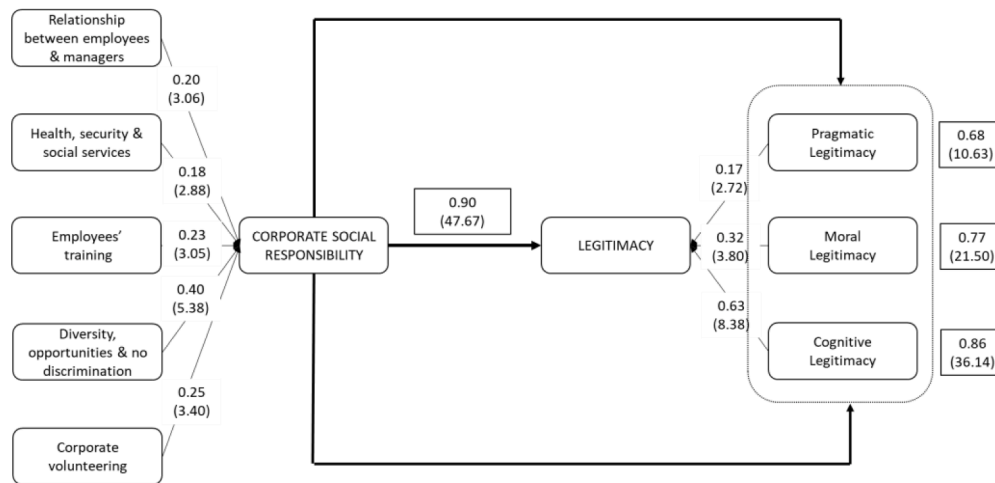 Relationship
between employees
& managers
0.20
(3.06)
Health, security &
social services
0.18
(2.88)
Employees'
training
0.23
(3.05)
Diversity,
opportunities & no
discrimination
0.40
(5.38)
Corporate
volunteering
0.25
(3.40)
CORPORATE SOCIAL
RESPONSIBILITY
0.90
(47.67)
LEGITIMACY
0.17
(2.72)
0.32
(3.80)
0.63
(8.38)
Pragmatic
Legitimacy
0.68
(10.63)
Moral
Legitimacy
0.77
(21.50)
Cognitive
Legitimacy
0.86
(36.14)